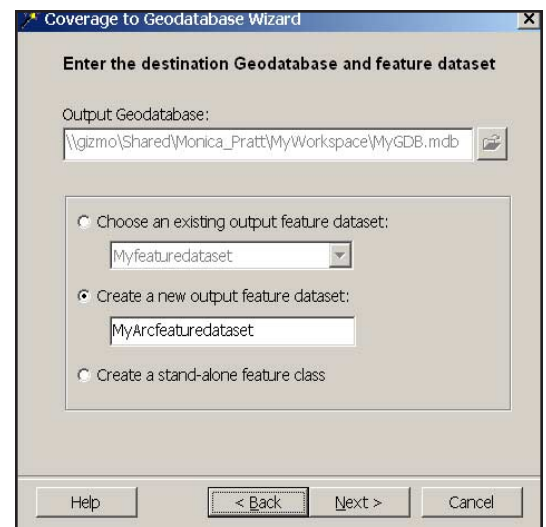 Coverage to Geodatabase Wizard
Enter the destination Geodatabase and feature dataset
Output Geodatabase:
\\gizmo\Shared\Monica_Pratt\MyWorkspace\MyGDB.mdb
Choose an existing output feature dataset:
Myfeaturedataset
Create a new output feature dataset:
MyArcfeaturedataset
Create a stand-alone feature class
Help
< Back
Next >
Cancel